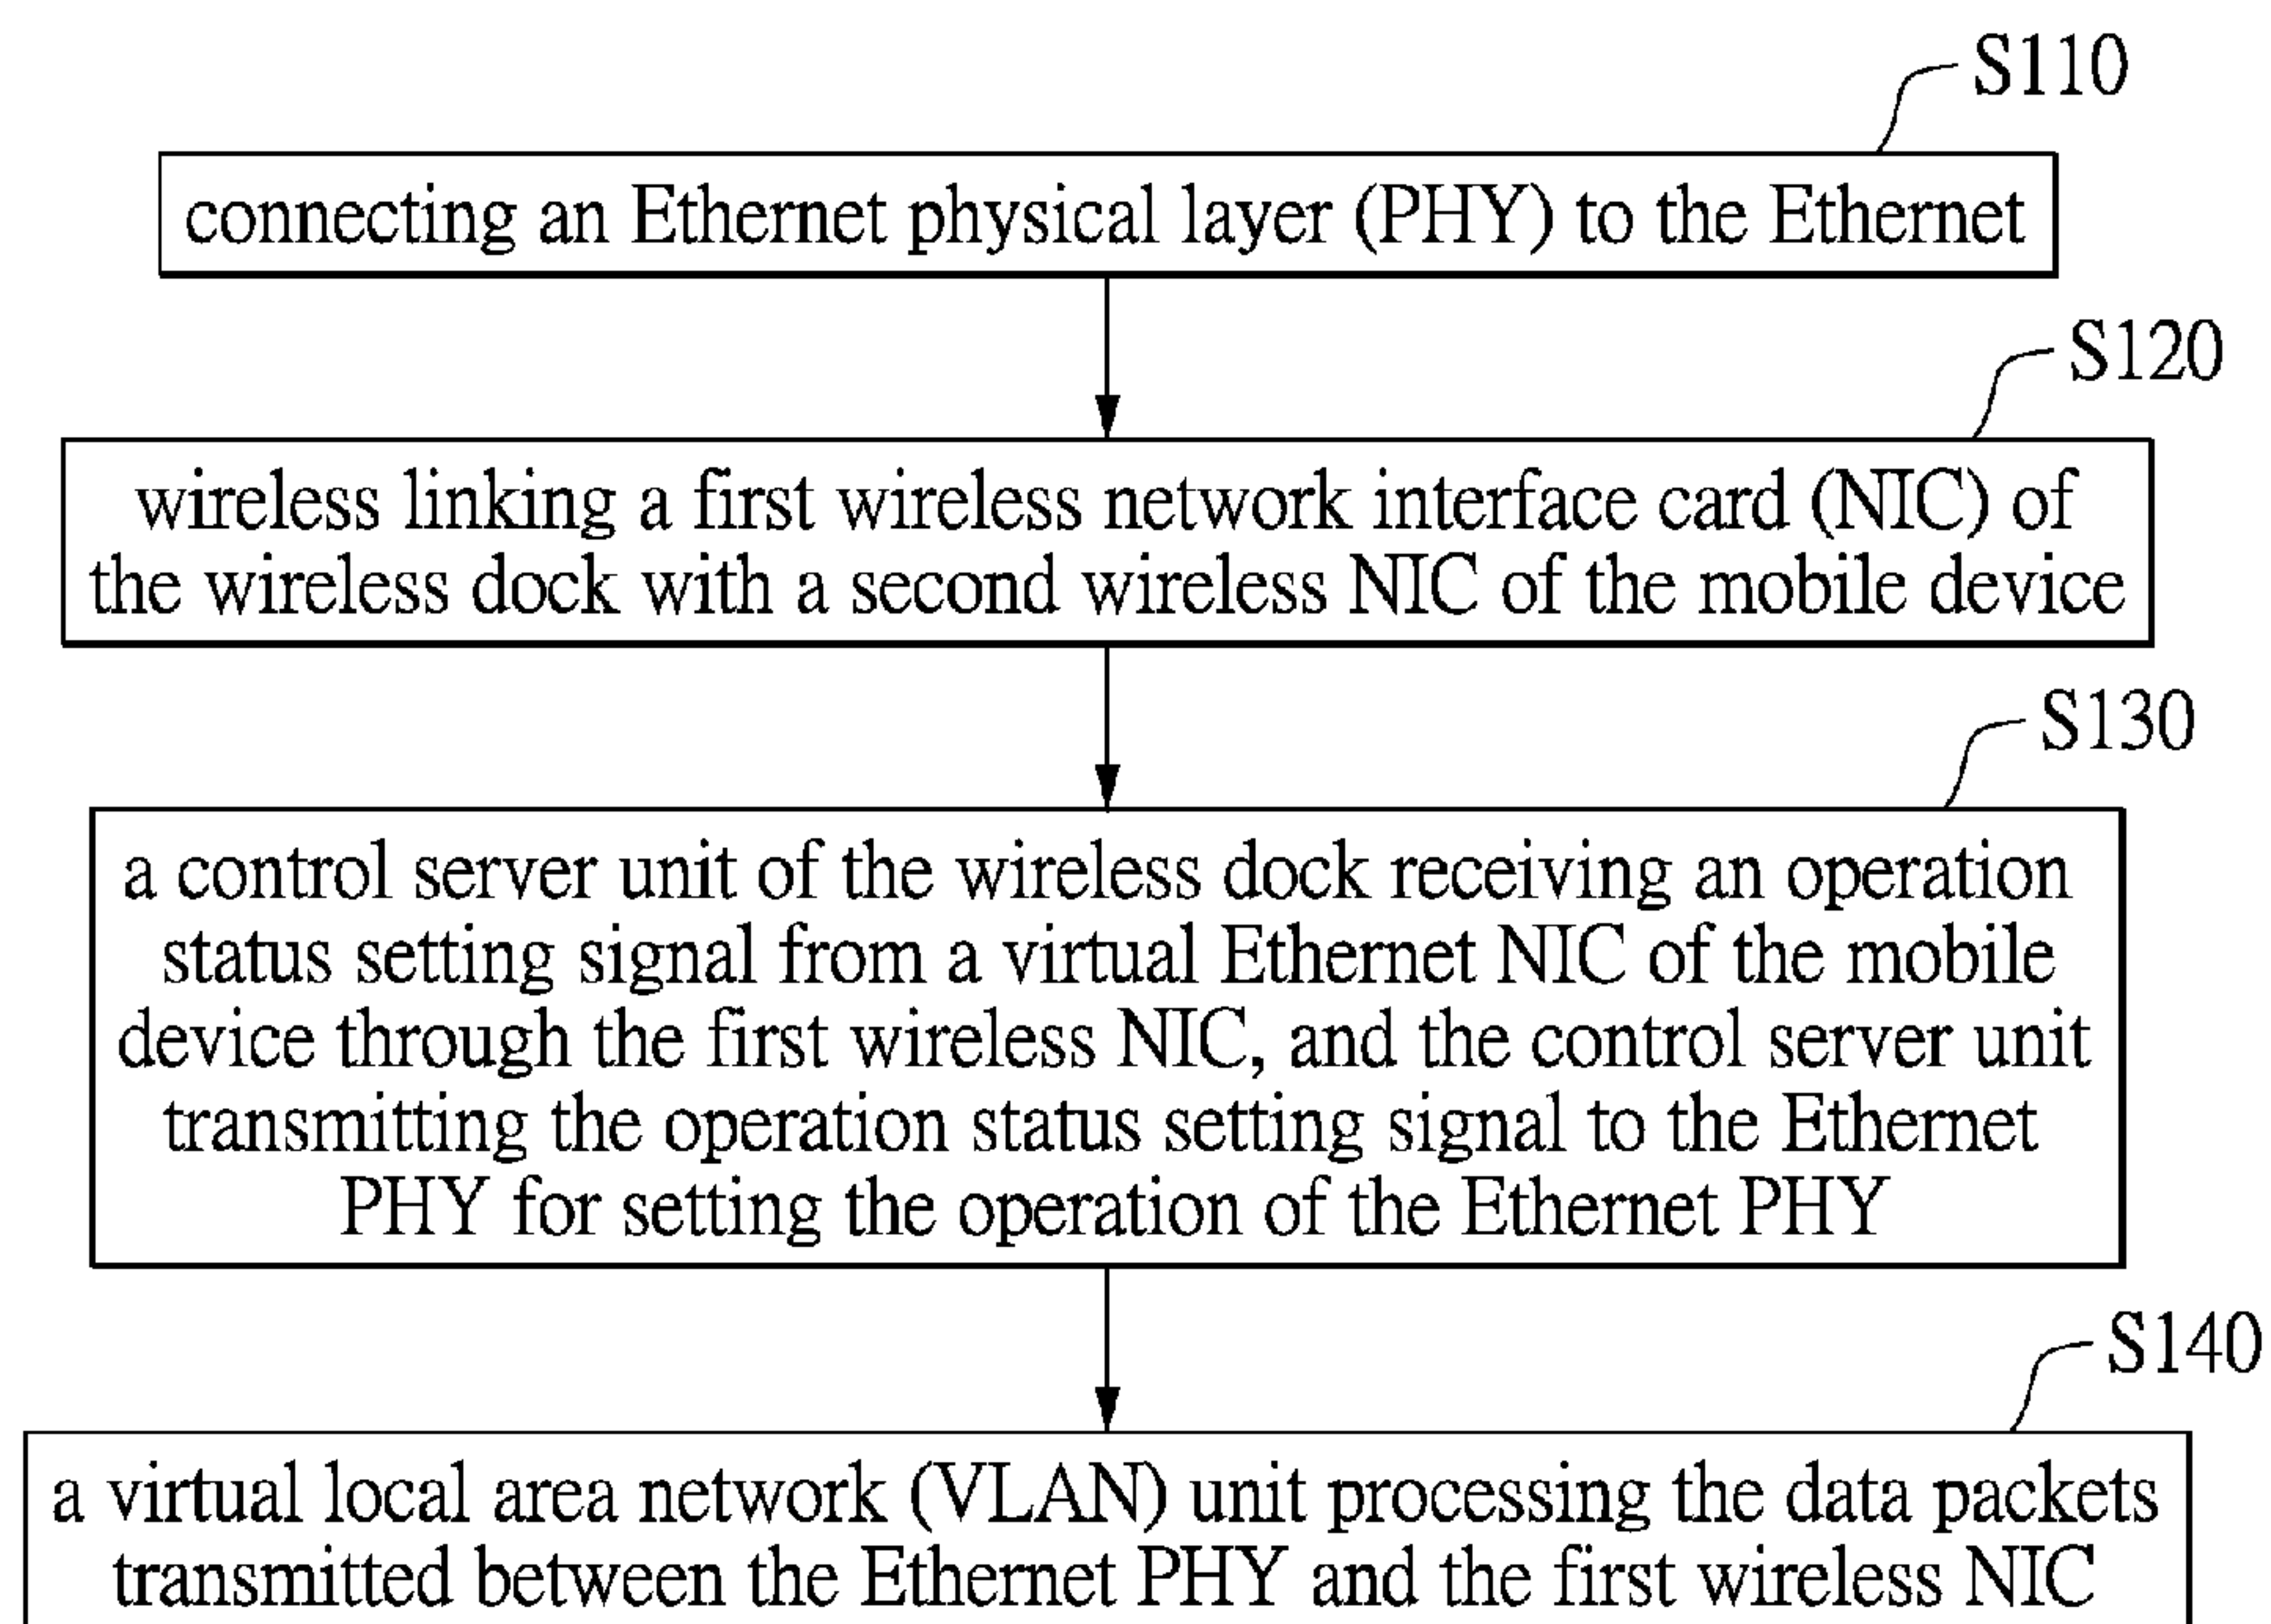 S110
connecting an Ethernet physical layer (PHY) to the Ethernet
S120
wireless linking a first wireless network interface card (NIC) of
the wireless dock with a second wireless NIC of the mobile device
S130
a control server unit of the wireless dock receiving an operation
status setting signal from a virtual Ethernet NIC of the mobile
device through the first wireless NIC, and the control server unit
transmitting the operation status setting signal to the Ethernet
PHY for setting the operation of the Ethernet PHY
S140
a virtual local area network (VLAN) unit processing the data packets
transmitted between the Ethernet PHY and the first wireless NIC